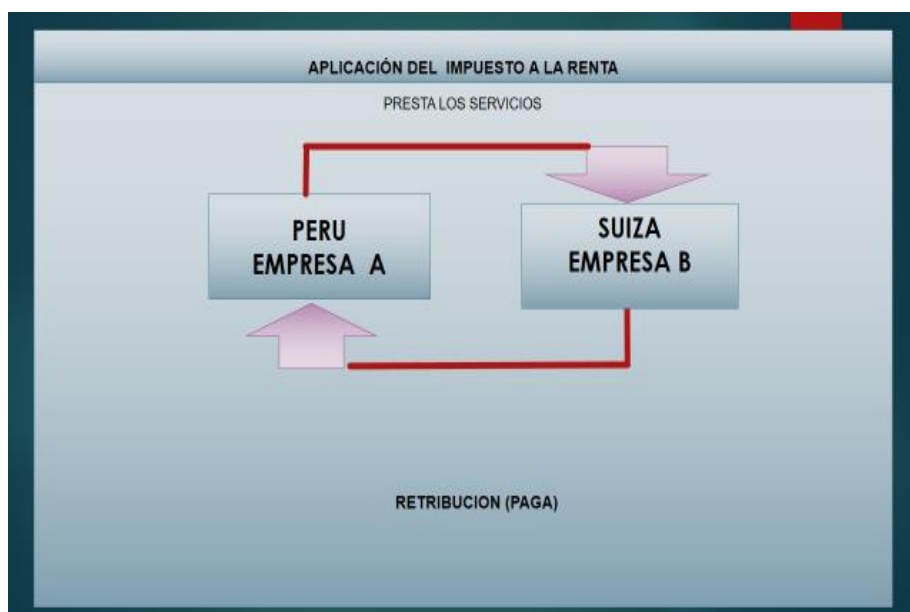 APLICACIÓN DEL IMPUESTO A LA RENTA
PRESTA LOS SERVICIOS
PERU
EMPRESA A
SUIZA
EMPRESA B
RETRIBUCION (PAGA)